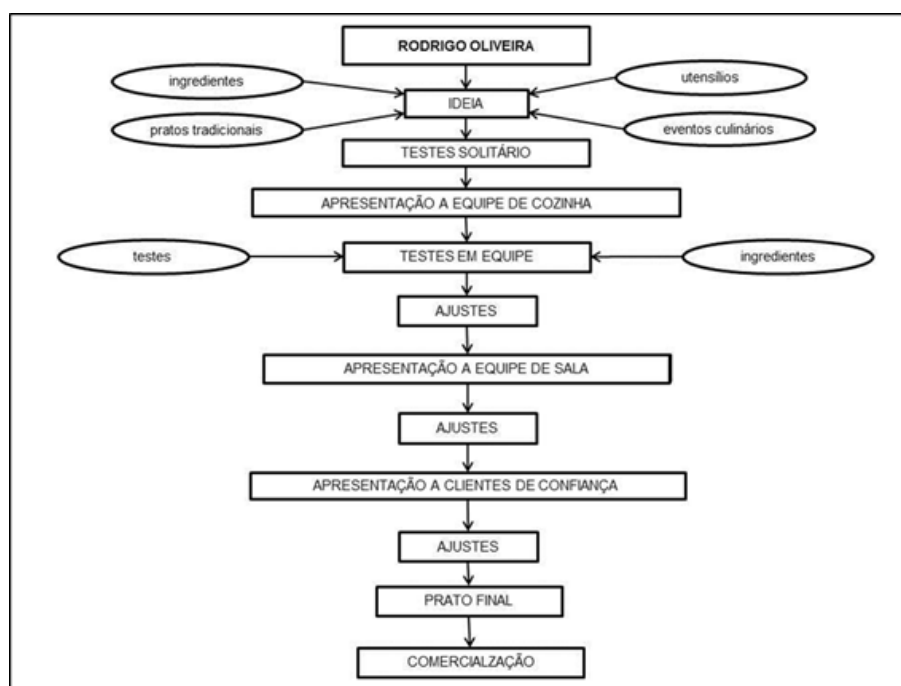 RODRIGO OLIVEIRA
ingredientes
utensílios
IDEIA
pratos tradicionais
eventos culinários
TESTES SOLITÁRIO
APRESENTAÇÃO A EQUIPE DE COZINHA
testes
TESTES EM EQUIPE
ingredientes
AJUSTES
APRESENTAÇÃO A EQUIPE DE SALA
AJUSTES
APRESENTAÇÃO A CLIENTES DE CONFIANÇA
AJUSTES
PRATO FINAL
COMERCIALZAÇÃO